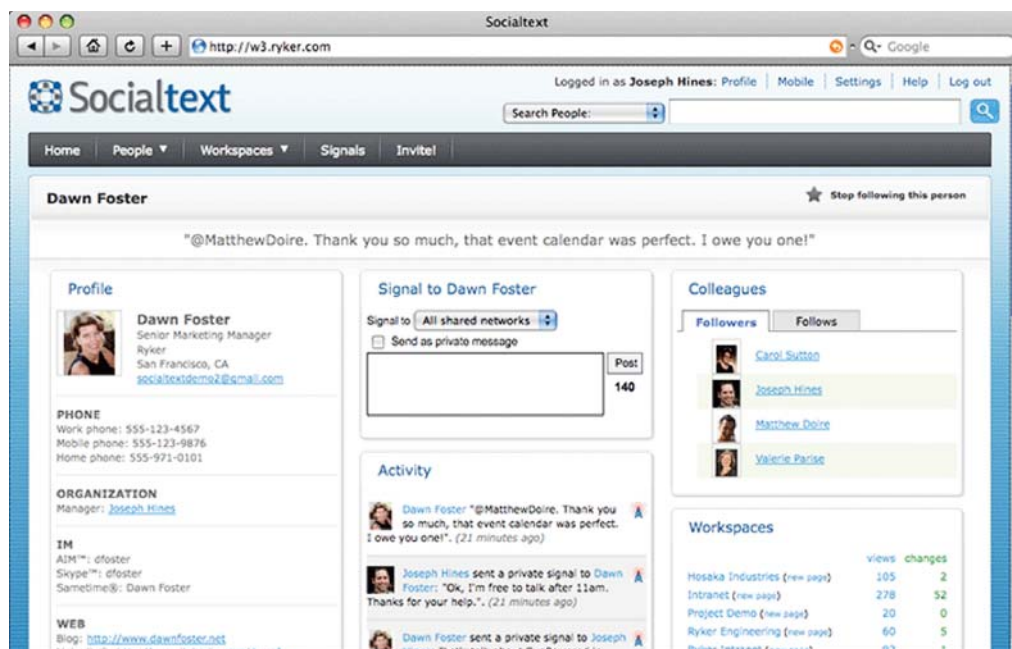 Socialtext
http://w3.ryker.com
Google
Socialtext
Logged in as Joseph Hines: Profile | Mobile | Settings | Help | Log out
Search People:
Home People ▼ Workspaces ▼ Signals Invite!
Dawn Foster
Stop following this person
"@MatthewDoire. Thank you so much, that event calendar was perfect. I owe you one!"
Profile
Dawn Foster
Senior Marketing Manager
Ryker
San Francisco, CA
socialtextdemo2@gmail.com
PHONE
Work phone: 555-123-4567
Mobile phone: 555-123-9876
Home phone: 555-971-0101
ORGANIZATION
Manager: Joseph Hines
IM
AIM™: dfoster
Skype™: dfoster
Sametime®: Dawn Foster
WEB
Blog: http://www.dawnfoster.net
Signal to Dawn Foster
Signal to All shared networks
Send as private message
Post
140
Activity
Dawn Foster "@MatthewDoire. Thank you
so much, that event calendar was perfect.
I owe you one!". (21 minutes ago)
Joseph Hines sent a private signal to Dawn
Foster: "Ok, I'm free to talk after 11am.
Thanks for your help.". (21 minutes ago)
Dawn Foster sent a private signal to Joseph
Colleagues
Followers Follows
Carol Sutton
Joseph Hines
Matthew Doire
Valerie Parise
Workspaces
views changes
Hosaka Industries (new page) 105 2
Intranet (new page) 278 52
Project Demo (new page) 20 0
Ryker Engineering (new page) 60 5